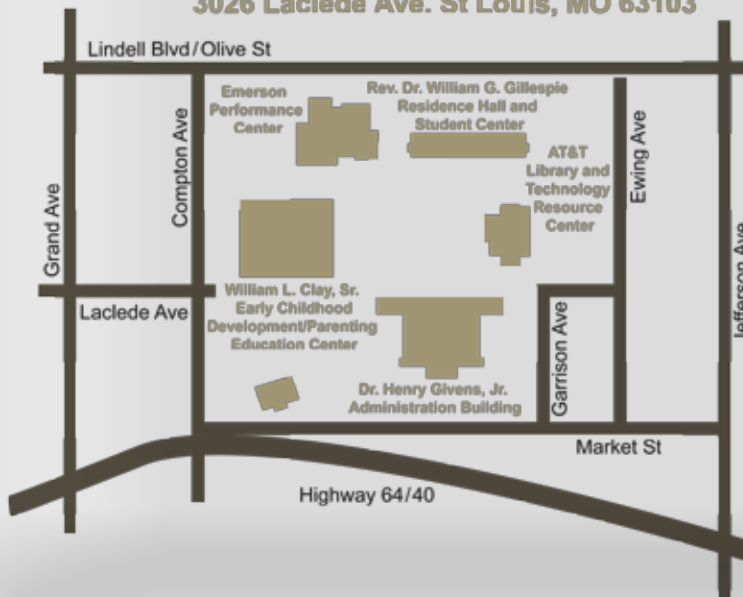 3026 Laclede Ave. St Louis, MO 63103
Lindell Blvd/Olive St
Emerson
Performance
Center
Rev. Dr. William G. Gillespie
Residence Hall and
Student Center
AT&T
Library and
Technology
Resource
Center
Compton Ave
Ewing Ave
Grand Ave
Jefferson Ave
Laclede Ave
William L. Clay, Sr.
Early Childhood
Development/Parenting
Education Center
Garrison Ave
Dr. Henry Givens, Jr.
Administration Building
Market St
Highway 64/40